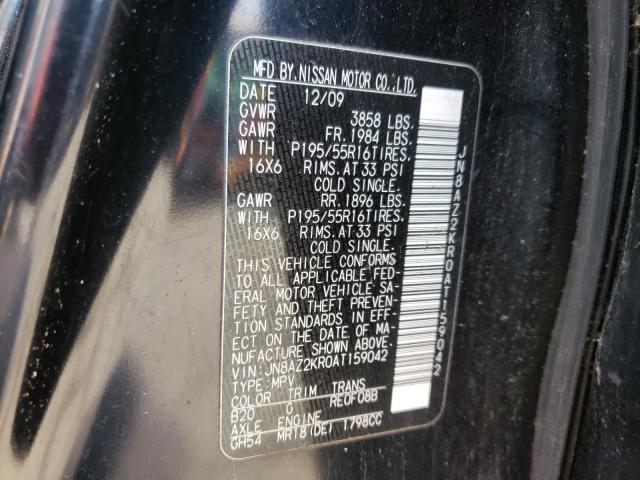 MFD BY. NISSAN MOTOR CO.,LTD.
DATE 12/09
GVWR 3858 LBS.
GAWR FR. 1984 LBS.
WITH P195/55R16TIRES,
16X6 RIMS. AT 33 PSI
COLD SINGLE.
GAWR RR. 1896 LBS.
WITH P195/55R16TIRES,
16X6 RIMS. AT 33 PSI
COLD SINGLE.
THIS VEHICLE CONFORMS
TO ALL APPLICABLE FED-
ERAL MOTOR VEHICLE SA-
FETY AND THEFT PREVEN-
TION STANDARDS IN EFF-
ECT ON THE DATE OF MA-
NUFACTURE SHOWN ABOVE.
VIN: JN8AZ2KR0AT159042
TYPE: MPV
COLOR TRIM TRANS
B20 G RE0F08B
AXLE ENGINE
GH54 MR18(DE) 1.798CC
JN8AZ2KR0AT159042